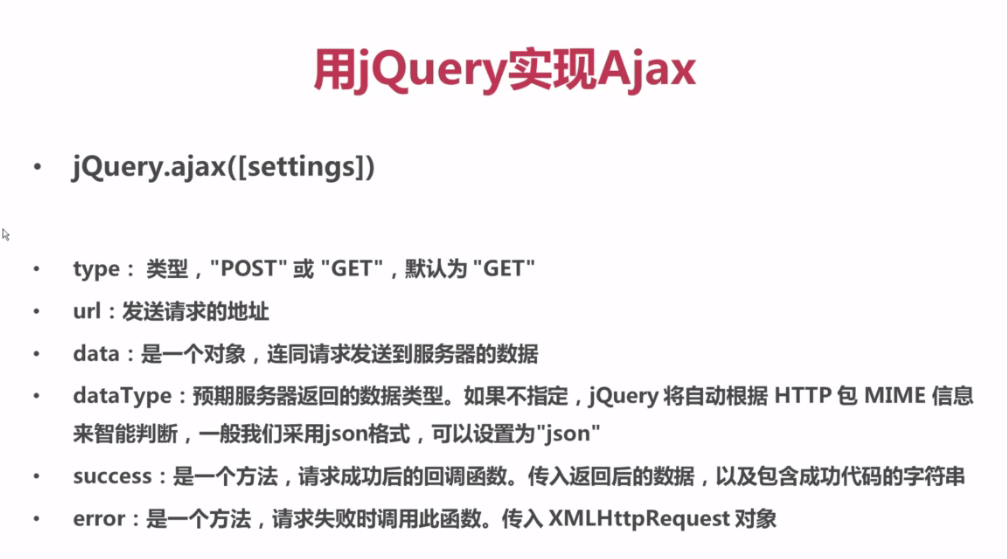 用jQuery实现Ajax
• jQuery.ajax([settings])
• type： 类型，"POST" 或 "GET"，默认为 "GET"
• url：发送请求的地址
• data：是一个对象，连同请求发送到服务器的数据
• dataType：预期服务器返回的数据类型。如果不指定，jQuery 将自动根据 HTTP 包 MIME 信息
来智能判断，一般我们采用json格式，可以设置为"json"
• success：是一个方法，请求成功后的回调函数。传入返回后的数据，以及包含成功代码的字符串
• error：是一个方法，请求失败时调用此函数。传入 XMLHttpRequest 对象